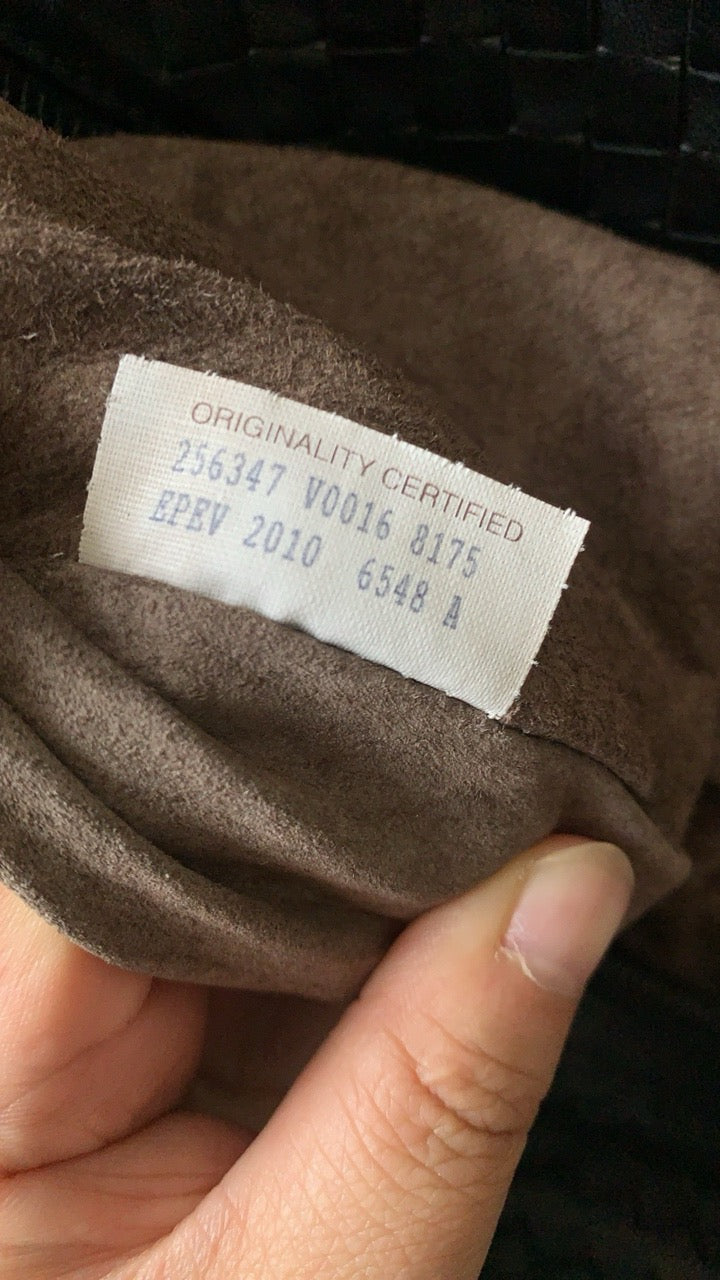 ORIGINALITY CERTIFIED
256347 V0016 8175
EPEV 2010 6548 A